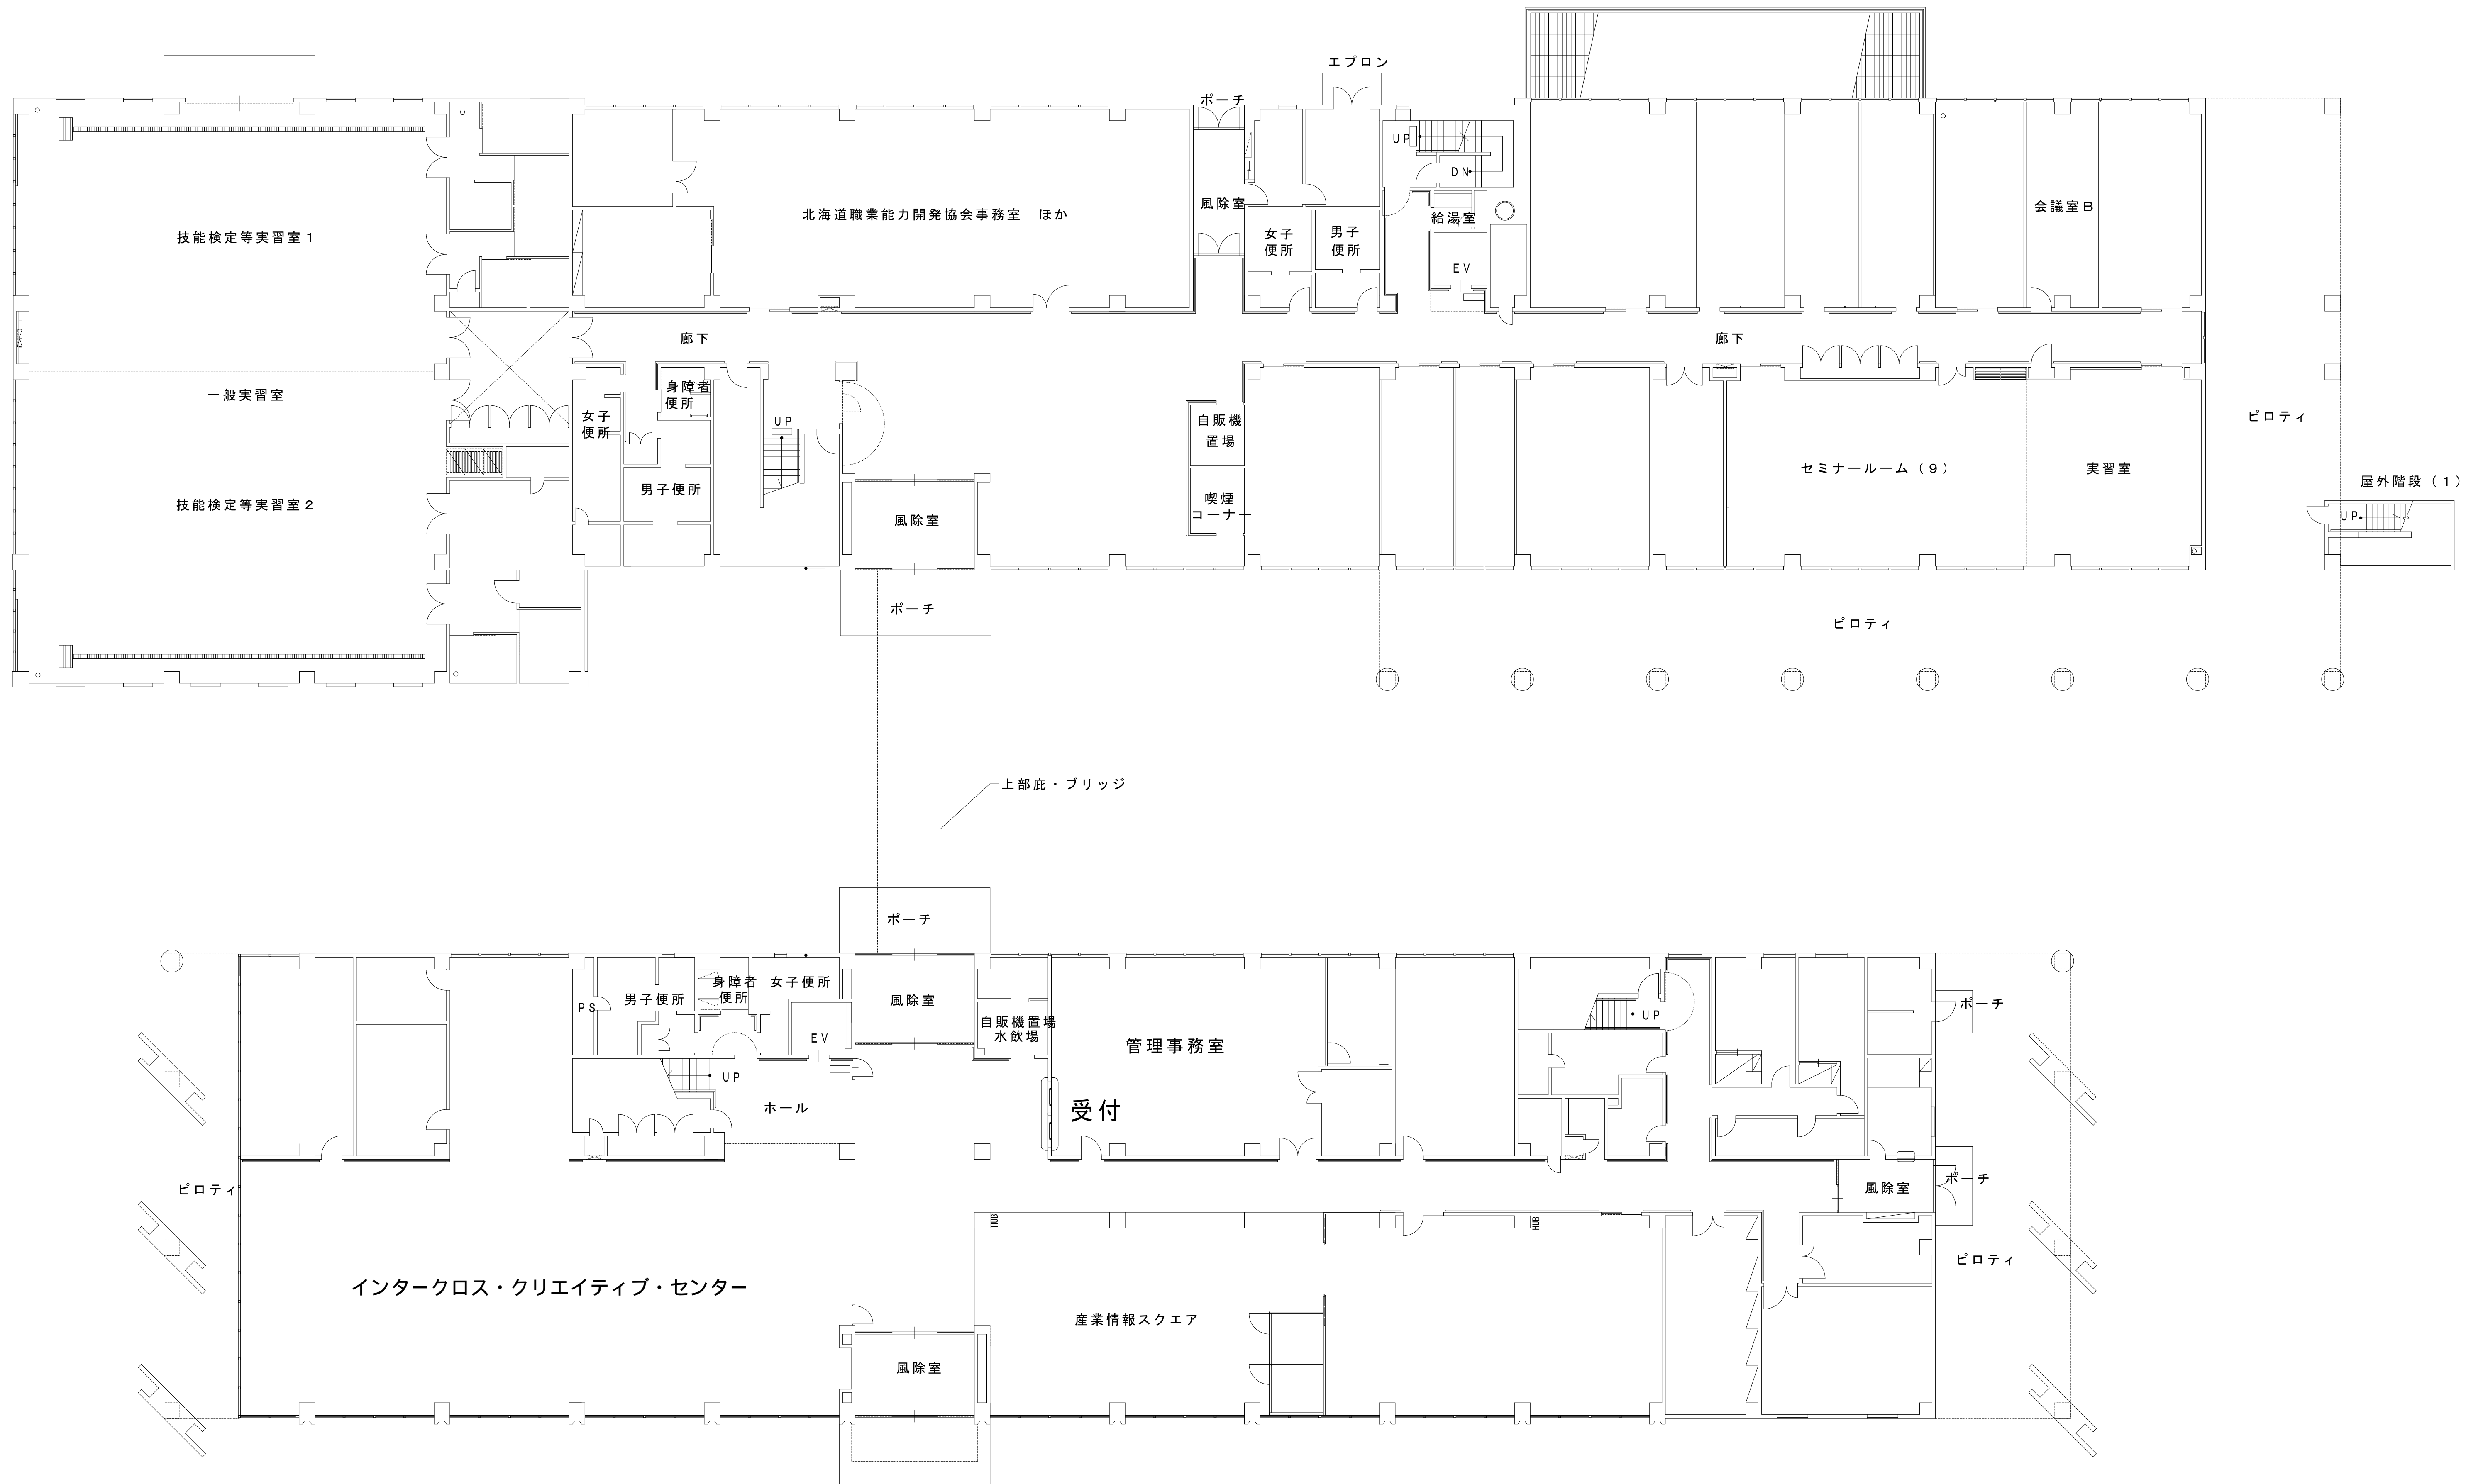 エプロン
ポーチ
UP
DN
風除室
北海道職業能力開発協会事務室　ほか
会議室B
給湯室
技能検定等実習室1
女子
便所
男子
便所
EV
廊下
廊下
一般実習室
身障者
便所
女子
便所
UP
自販機
置場
ピロティ
セミナールーム（9）
実習室
屋外階段（1）
男子便所
喫煙
コーナー
技能検定等実習室2
風除室
UP
ポーチ
ピロティ
上部庇・ブリッジ
ポーチ
身障者
便所
女子便所
男子便所
PS
風除室
自販機置場
水飲場
EV
管理事務室
UP
ポーチ
UP
ホール
受付
ピロティ
風除室
ポーチ
HUB
HUB
ピロティ
インタークロス・クリエイティブ・センター
産業情報スクエア
風除室